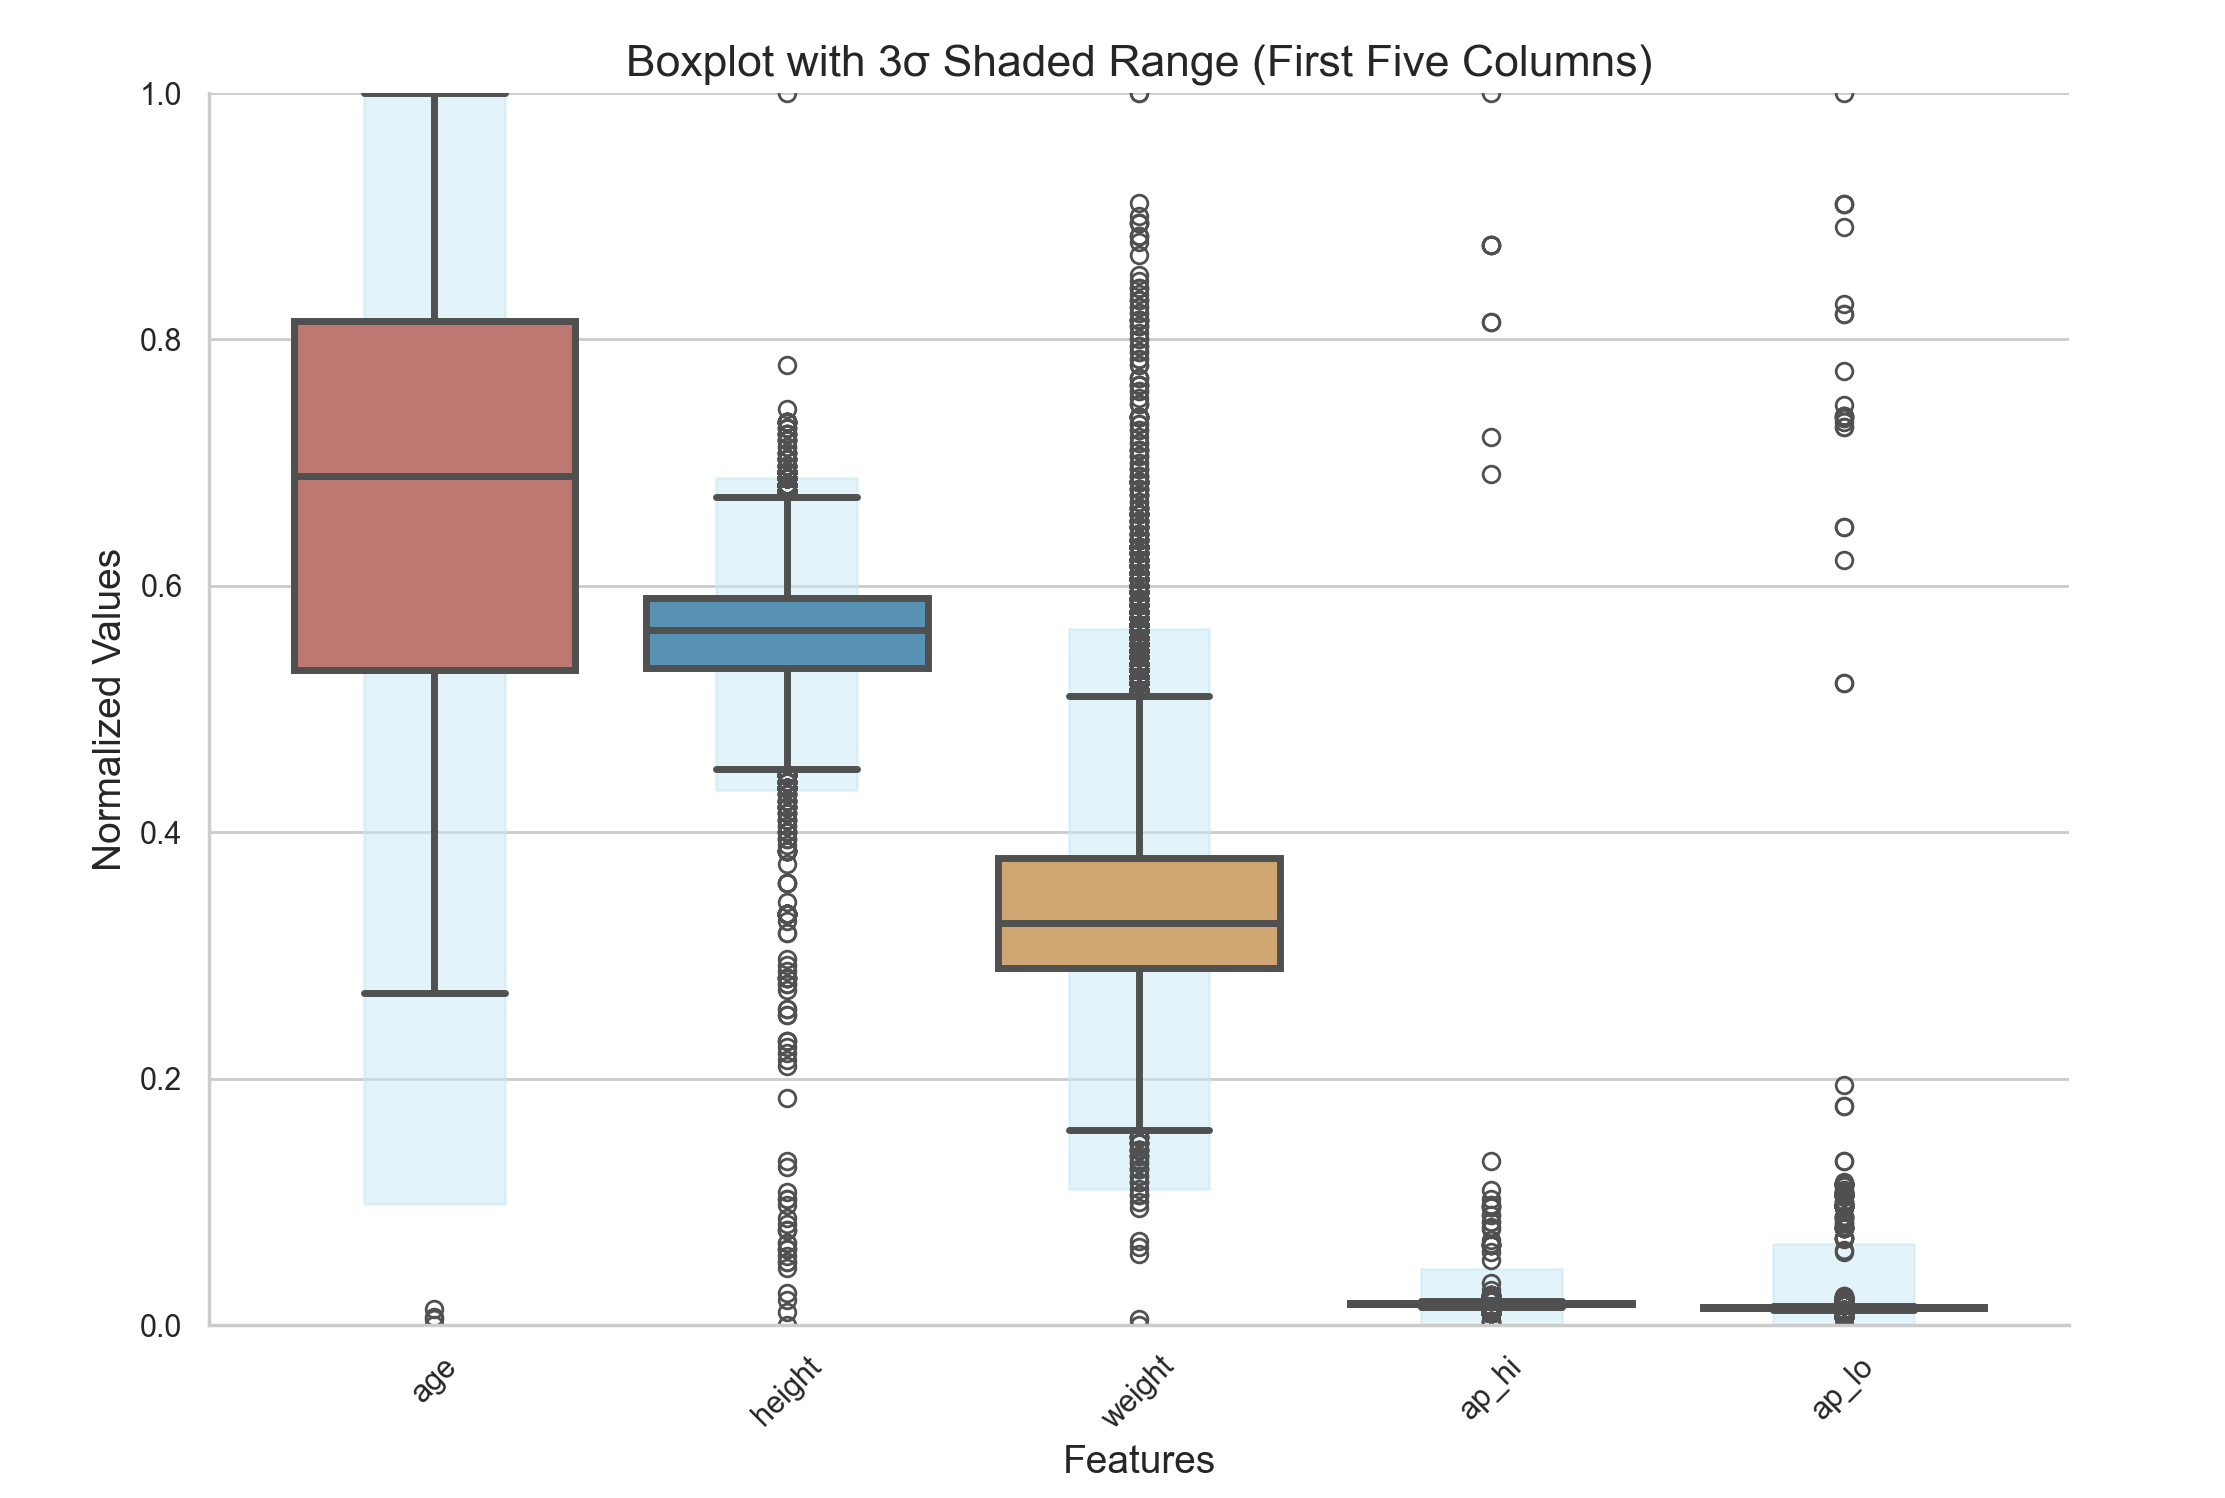 Boxplot with 3σ Shaded Range (First Five Columns)
1.0
0.8
0.6
0.4
0.2
0.0
Normalized Values
age
height
weight
ap_hi
ap_lo
Features